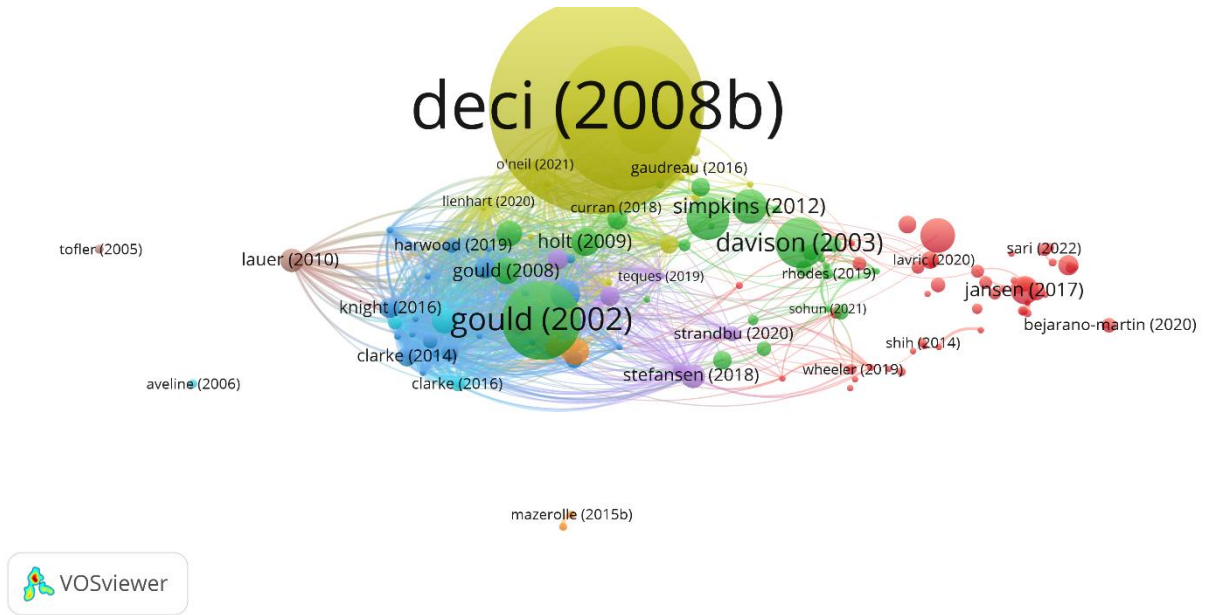 deci (2008b)
o'neil (2021)
gaudreau (2016)
lienhart (2020)
curran (2018)
simpkins (2012)
tofler (2005)
lauer (2010)
harwood (2019)
holt (2009)
davison (2003)
sari (2022)
lavric (2020)
gould (2008)
teques (2019)
rhodes (2019)
jansen (2017)
knight (2016)
gould (2002)
sohun (2021)
strandbu (2020)
bejarano-martin (2020)
clarke (2014)
shih (2014)
aveline (2006)
clarke (2016)
stefansen (2018)
wheeler (2019)
mazerolle (2015b)
VOSviewer